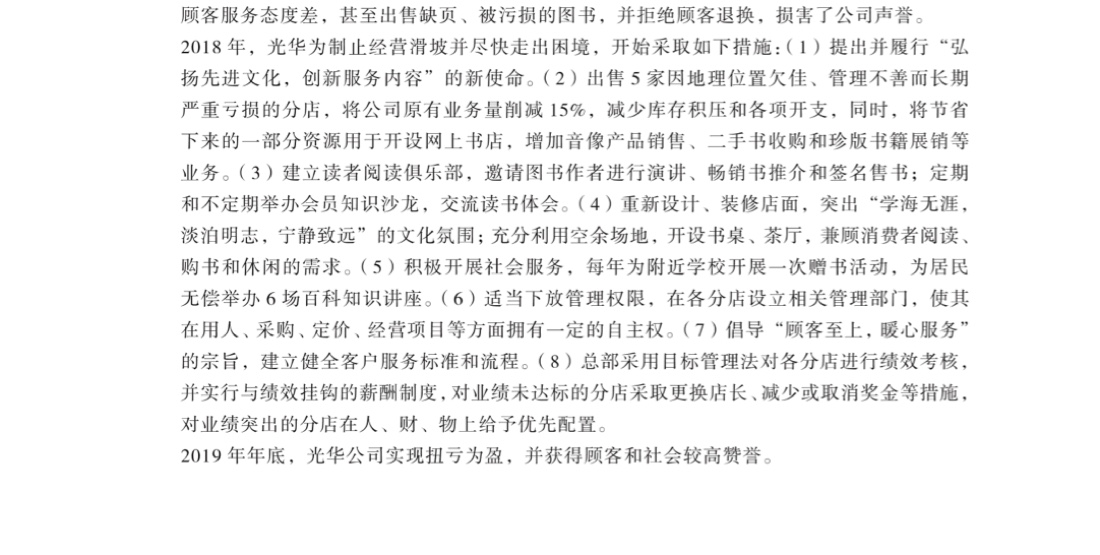 顾客服务态度差，甚至出售缺页、被污损的图书，并拒绝顾客退换，损害了公司声誉。
2018 年，光华为制止经营滑坡并尽快走出困境，开始采取如下措施：（1）提出并履行“弘
扬先进文化，创新服务内容”的新使命。（2）出售 5 家因地理位置欠佳、管理不善而长期
严重亏损的分店，将公司原有业务量削减 15%，减少库存积压和各项开支，同时，将节省
下来的一部分资源用于开设网上书店，增加音像产品销售、二手书收购和珍版书籍展销等
业务。（3）建立读者阅读俱乐部，邀请图书作者进行演讲、畅销书推介和签名售书；定期
和不定期举办会员知识沙龙，交流读书体会。（4）重新设计、装修店面，突出“学海无涯，
淡泊明志，宁静致远”的文化氛围；充分利用空余场地，开设书桌、茶厅，兼顾消费者阅读、
购书和休闲的需求。（5）积极开展社会服务，每年为附近学校开展一次赠书活动，为居民
无偿举办 6 场百科知识讲座。（6）适当下放管理权限，在各分店设立相关管理部门，使其
在用人、采购、定价、经营项目等方面拥有一定的自主权。（7）倡导“顾客至上，暖心服务”
的宗旨，建立健全客户服务标准和流程。（8）总部采用目标管理法对各分店进行绩效考核，
并实行与绩效挂钩的薪酬制度，对业绩未达标的分店采取更换店长、减少或取消奖金等措施，
对业绩突出的分店在人、财、物上给予优先配置。
2019 年年底，光华公司实现扭亏为盈，并获得顾客和社会较高赞誉。